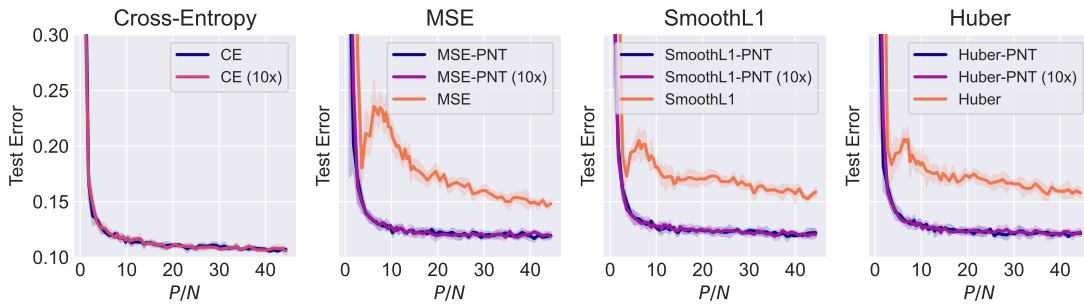 Cross-Entropy
MSE
SmoothL1
Huber
0.30
0.25
0.20
0.15
0.10
Test Error
CE
CE (10x)
0
10
20
30
40
P/N
Test Error
MSE-PNT
MSE-PNT (10x)
MSE
0
10
20
30
40
P/N
Test Error
SmoothL1-PNT
SmoothL1-PNT (10x)
SmoothL1
0
10
20
30
40
P/N
Test Error
Huber-PNT
Huber-PNT (10x)
Huber
0
10
20
30
40
P/N